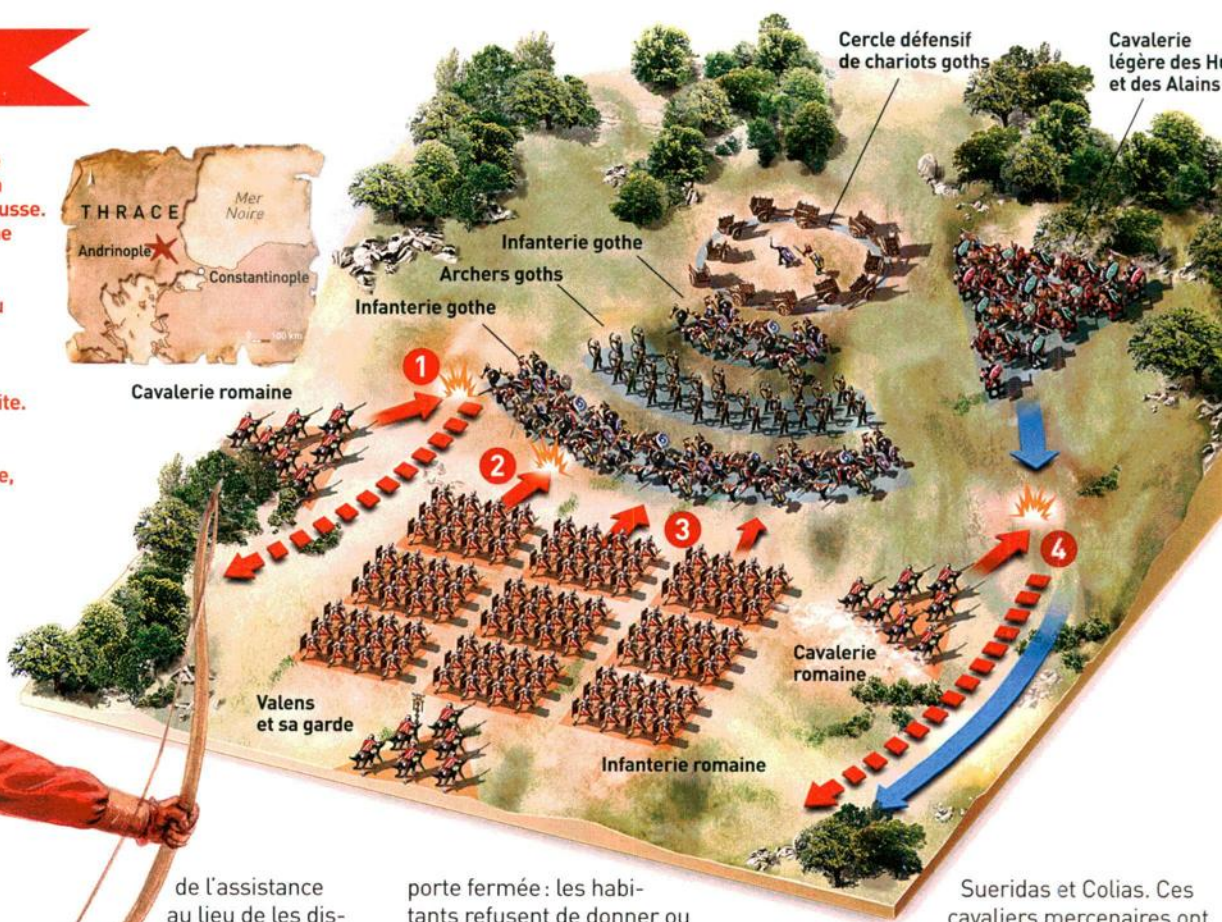 usse.
ne
u
ite.
e,
THRACE
Mer
Noire
Andrinople
Constantinople
100 km
Cercle défensif
de chariots goths
Cavalerie
légère des Hu
et des Alains
Infanterie gothe
Archers goths
Infanterie gothe
Cavalerie romaine
1
2
3
4
Cavalerie
romaine
Valens
et sa garde
Infanterie romaine
de l'assistance
au lieu de les dis-
porte fermée : les habi-
tants refusent de donner ou
Sueridas et Colias. Ces
cavaliers mercenaires ont